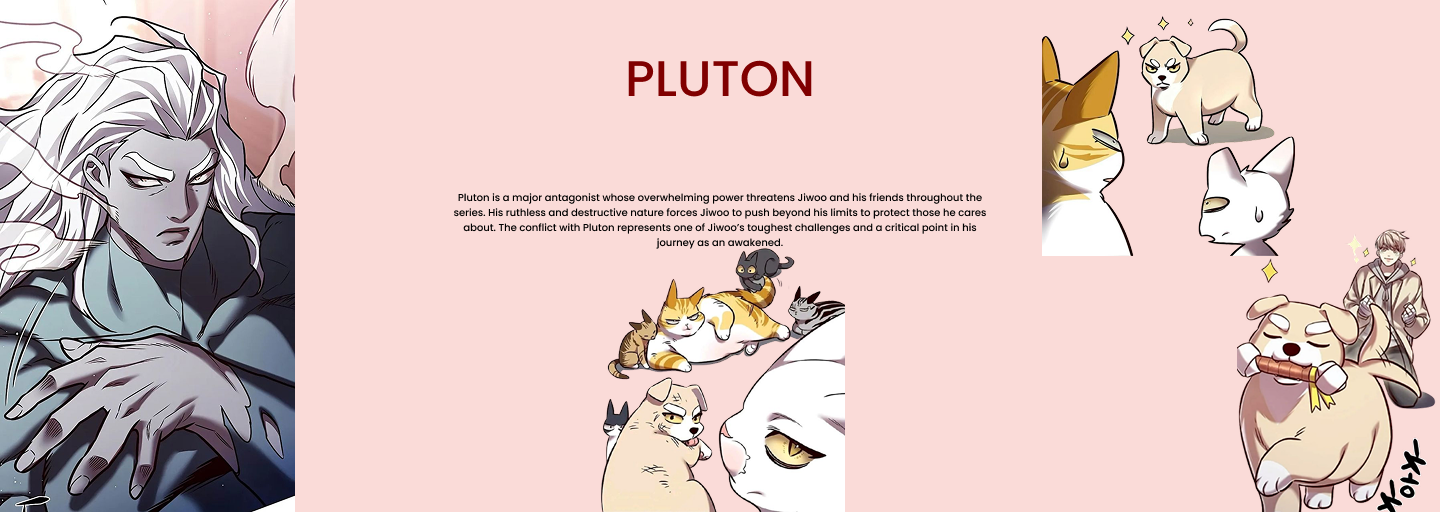 PLUTON
Pluton is a major antagonist whose overwhelming power threatens Jiwoo and his friends throughout the
series. His ruthless and destructive nature forces Jiwoo to push beyond his limits to protect those he cares
about. The conflict with Pluton represents one of Jiwoo’s toughest challenges and a critical point in his
journey as an awakened.